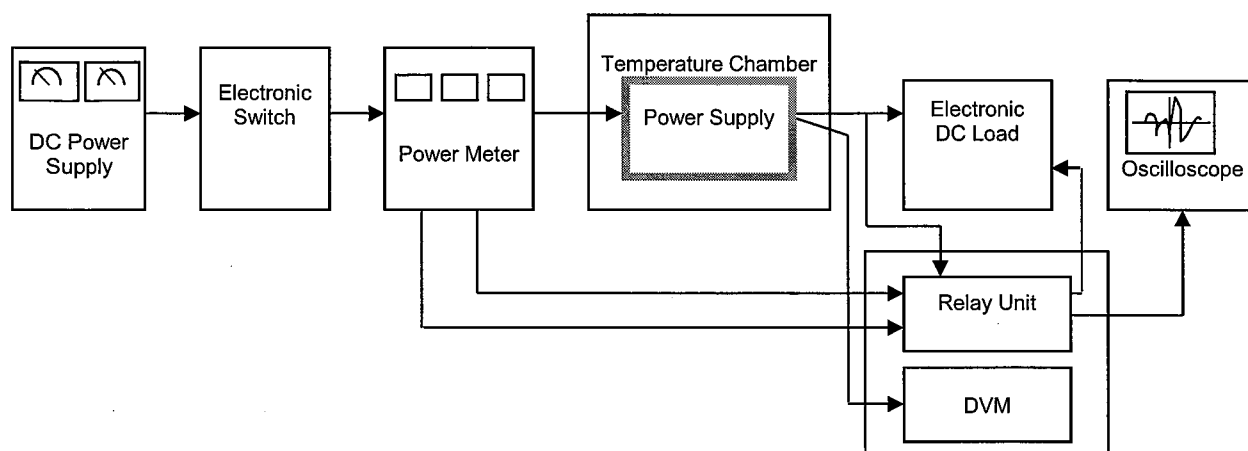 DC Power
Supply
Electronic
Switch
Power Meter
Temperature Chamber
Power Supply
Electronic
DC Load
Oscilloscope
Relay Unit
DVM